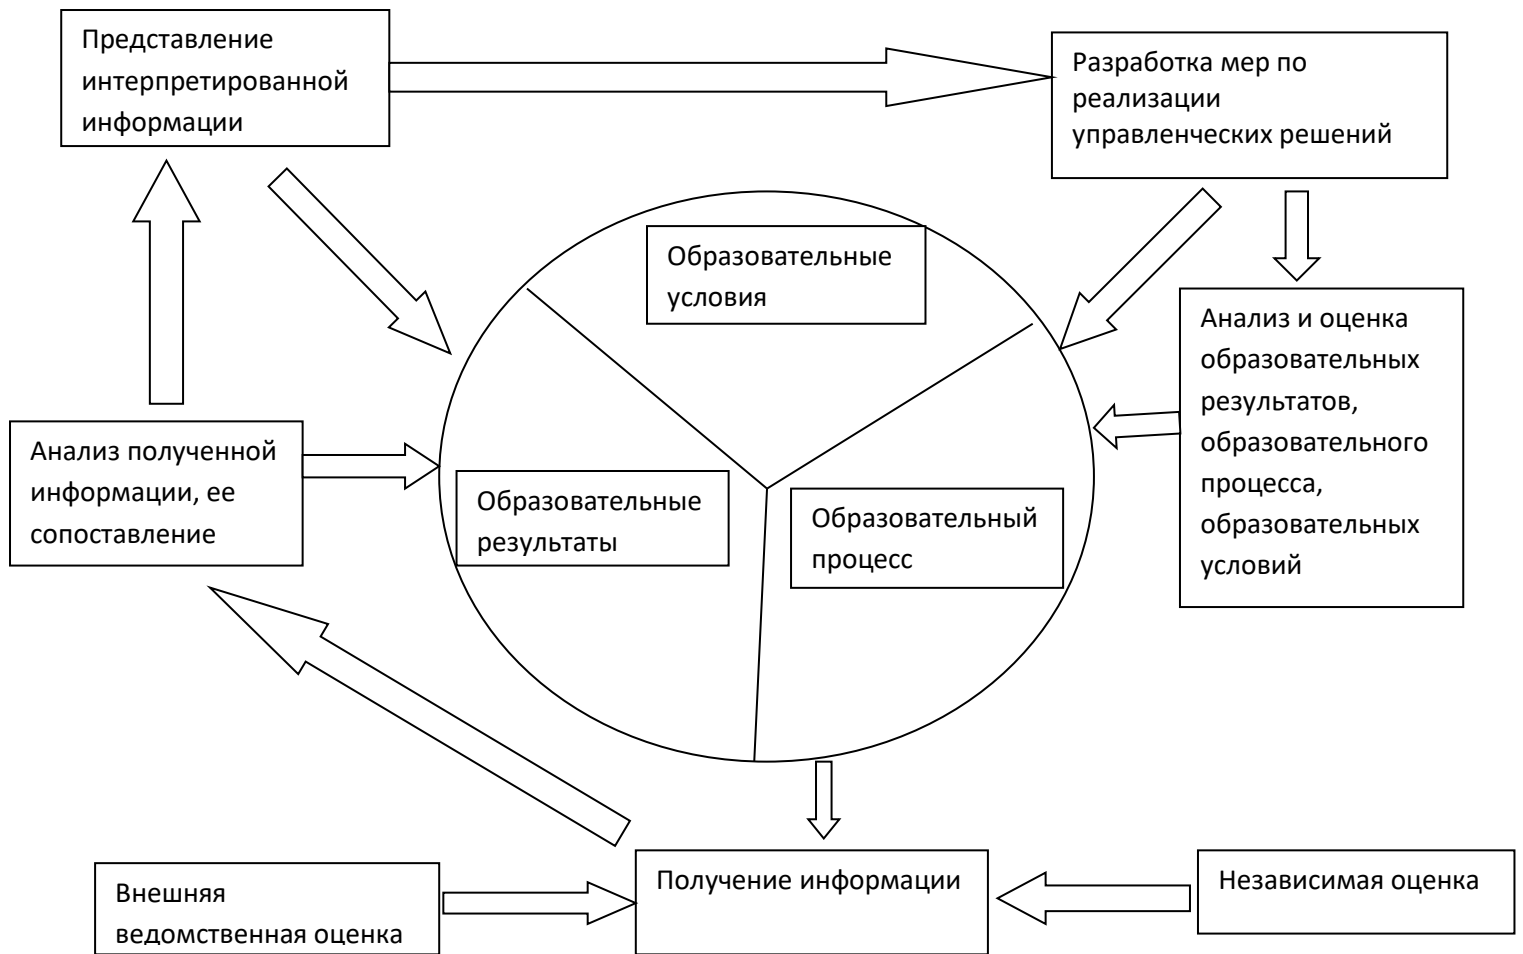 Представление
интерпретированной
информации
Разработка мер по
реализации
управленческих решений
Образовательные
условия
Анализ и оценка
образовательных
результатов,
образовательного
процесса,
образовательных
условий
Анализ полученной
информации, ее
сопоставление
Образовательные
результаты
Образовательный
процесс
Внешняя
ведомственная оценка
Получение информации
Независимая оценка